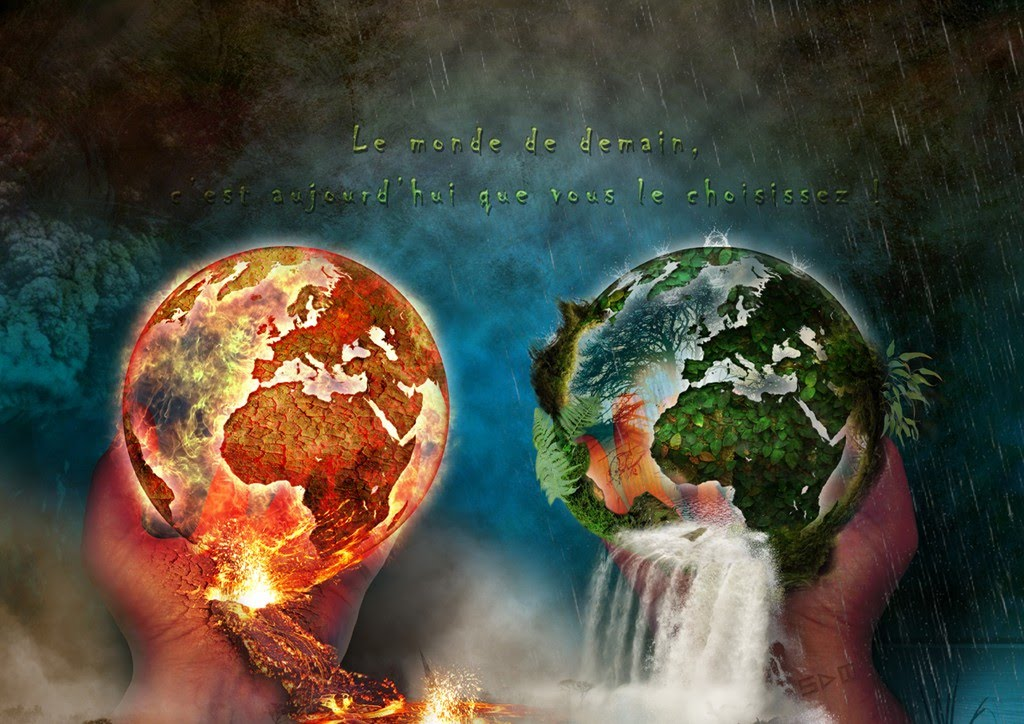 Le monde de demain,
c'est aujourd'hui que vous le choisissez !